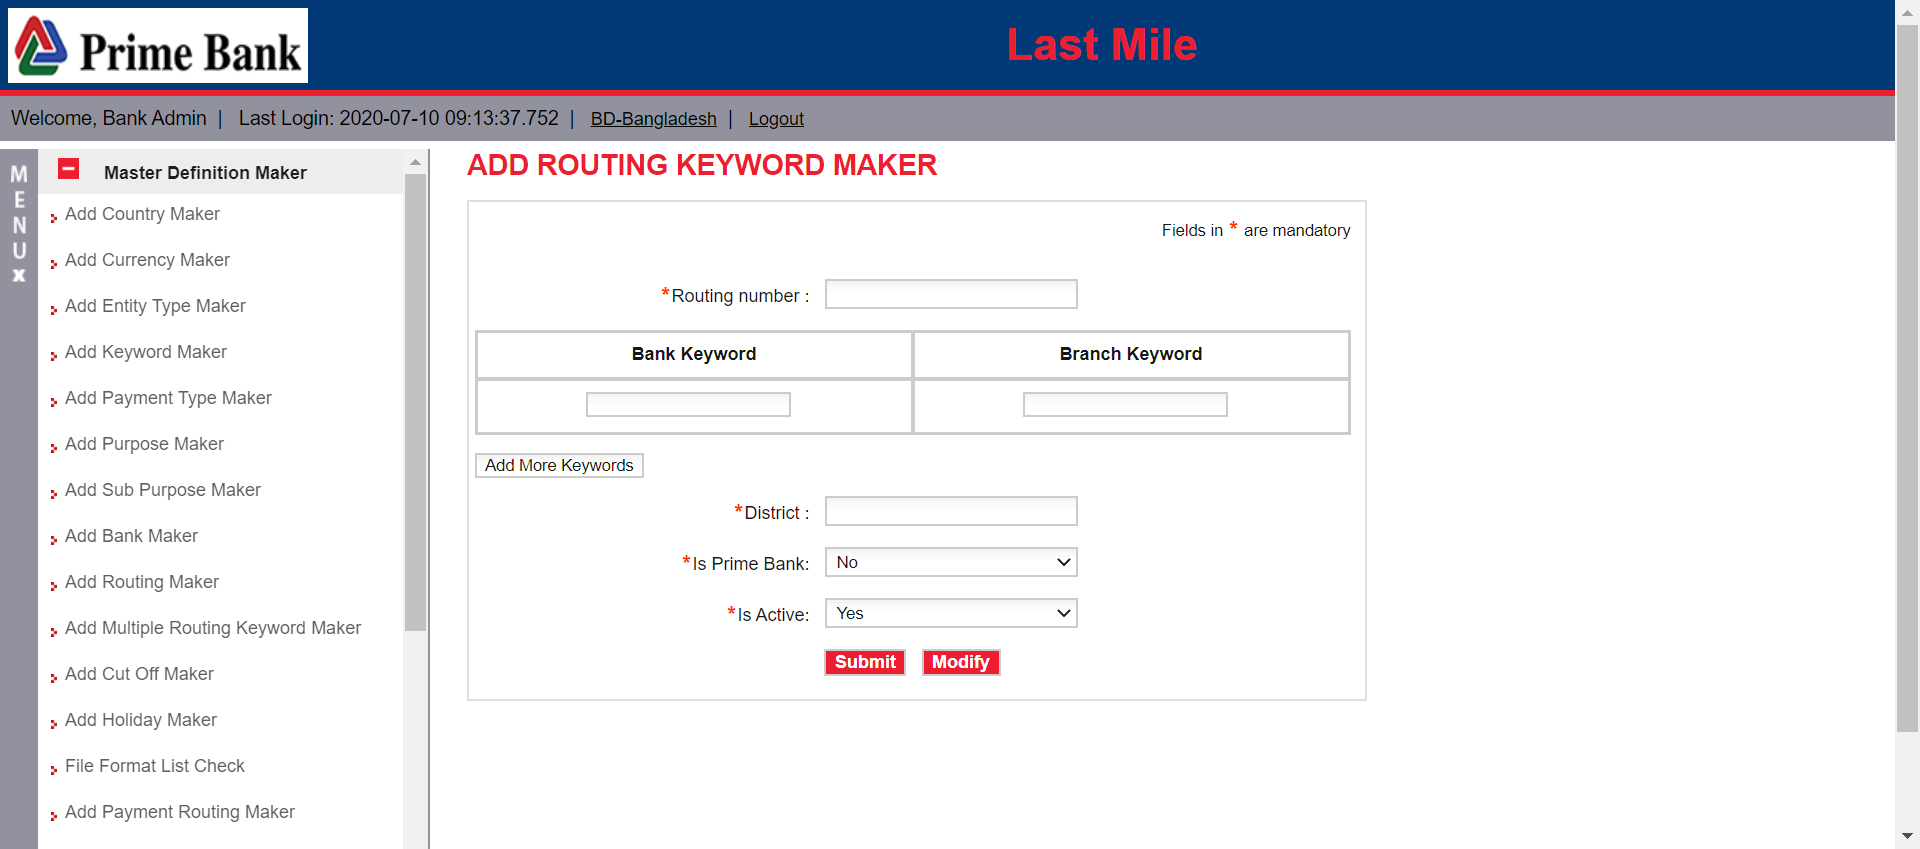 Prime Bank
Last Mile
Welcome, Bank Admin | Last Login: 2020-07-10 09:13:37.752 | BD-Bangladesh | Logout
MENU x
Master Definition Maker
Add Country Maker
Add Currency Maker
Add Entity Type Maker
Add Keyword Maker
Add Payment Type Maker
Add Purpose Maker
Add Sub Purpose Maker
Add Bank Maker
Add Routing Maker
Add Multiple Routing Keyword Maker
Add Cut Off Maker
Add Holiday Maker
File Format List Check
Add Payment Routing Maker
ADD ROUTING KEYWORD MAKER
Fields in * are mandatory
*Routing number :
Bank Keyword Branch Keyword
Add More Keywords
*District :
*Is Prime Bank: No
*Is Active: Yes
Submit Modify